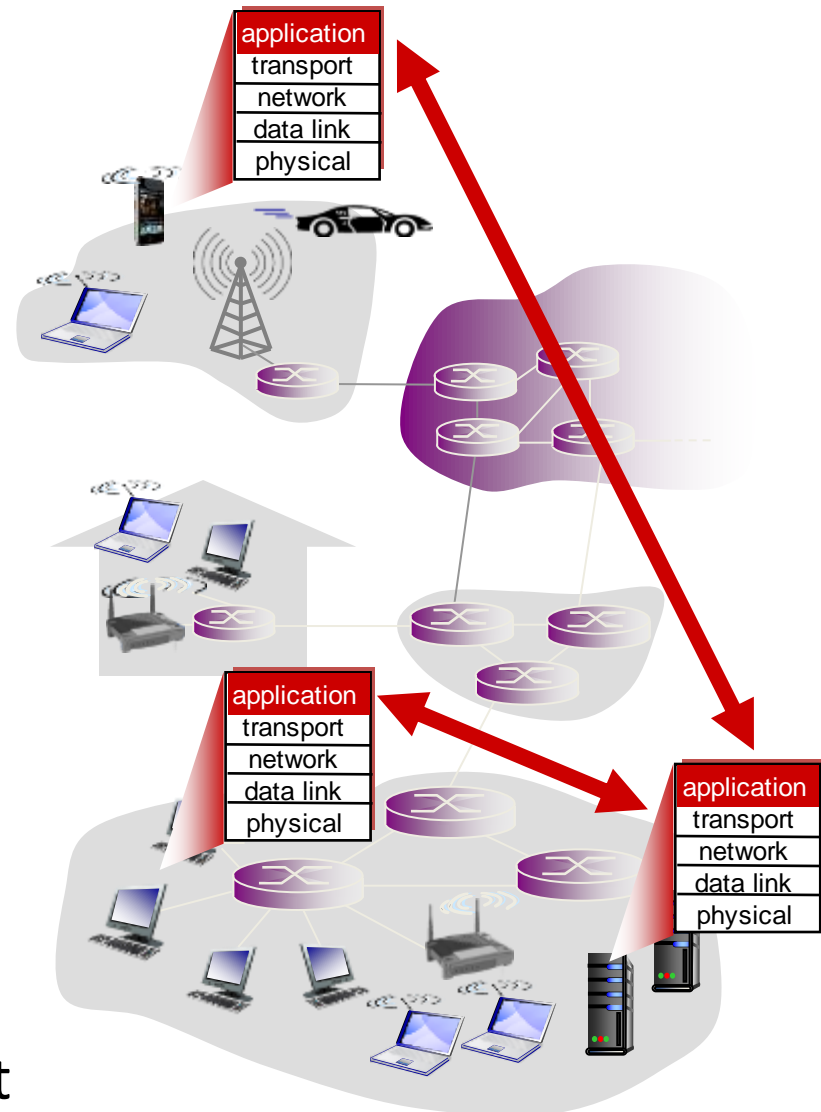 application
transport
network
data link
physical
application
transport
network
data link
physical
application
transport
network
data link
physical
t